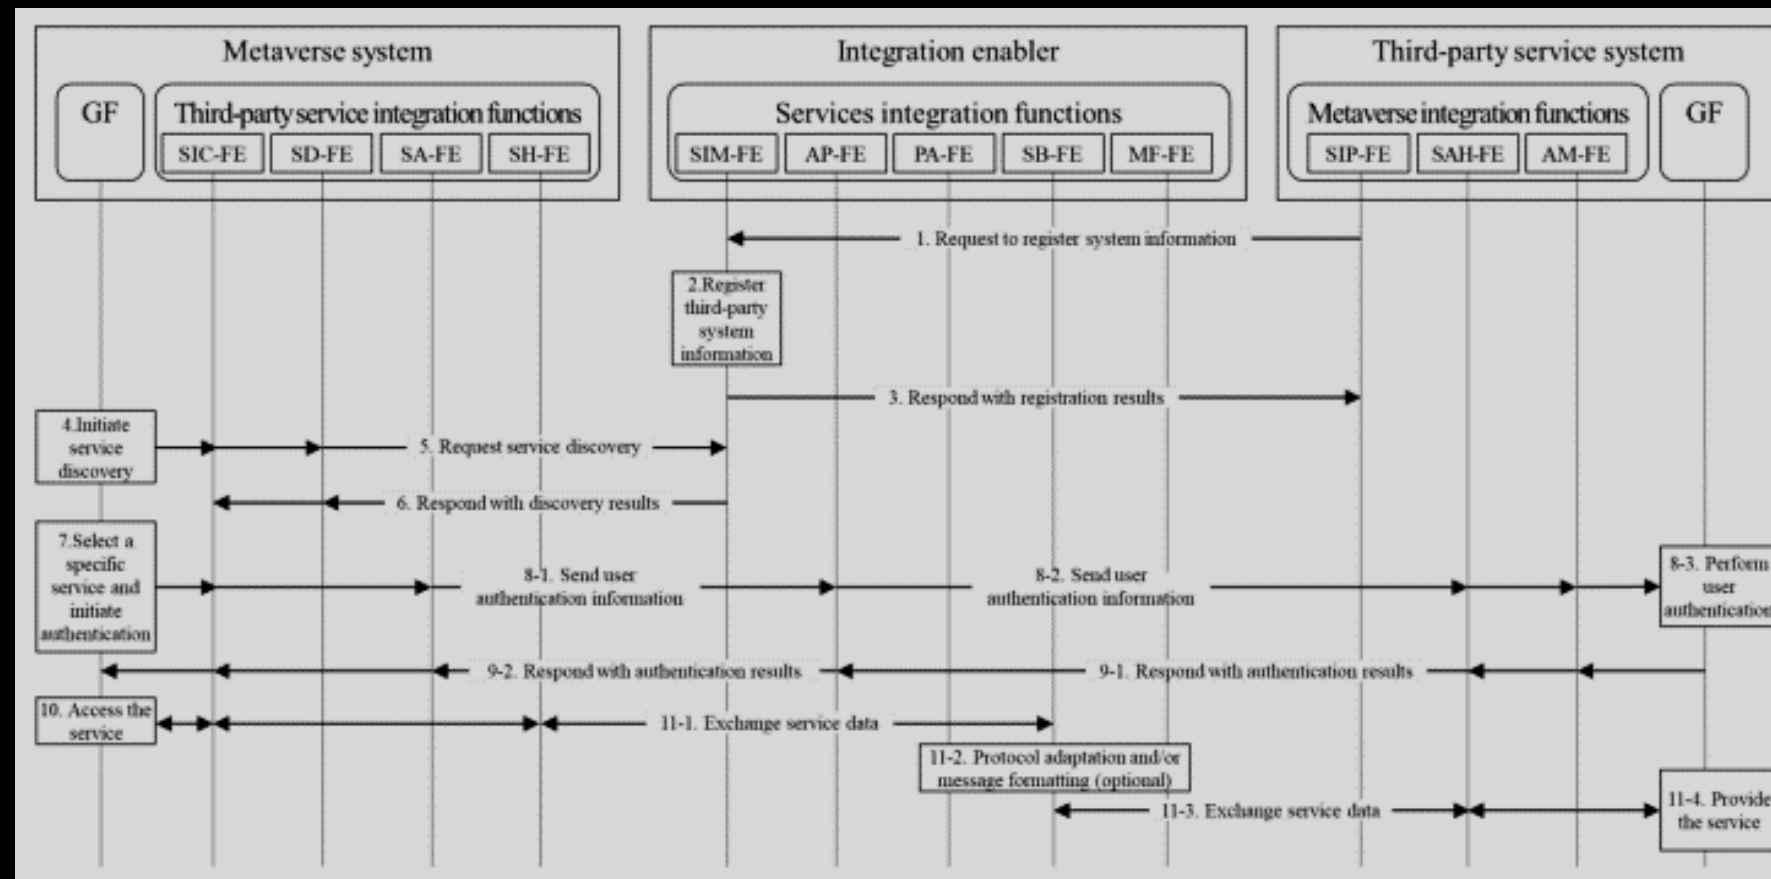 Metaverse system
Integration enabler
Third-party service system
GF
Third-party service integration functions
SIC-FE
SD-FE
SA-FE
SH-FE
Services integration functions
SIM-FE
AP-FE
PA-FE
SB-FE
MF-FE
Metaverse integration functions
SIP-FE
SAH-FE
AM-FE
GF
1. Request to register system information
2.Register
third-party
system
information
3. Respond with registration results
4.Initiate
service
discovery
5. Request service discovery
6. Respond with discovery results
7.Select a
specific
service and
initiate
authentication
8-1. Send user
authentication information
8-2. Send user
authentication information
8-3. Perform
user
authentication
9-2. Respond with authentication results
9-1. Respond with authentication results
10. Access the
service
11-1. Exchange service data
11-2. Protocol adaptation and/or
message formatting (optional)
11-3. Exchange service data
11-4. Provide
the service